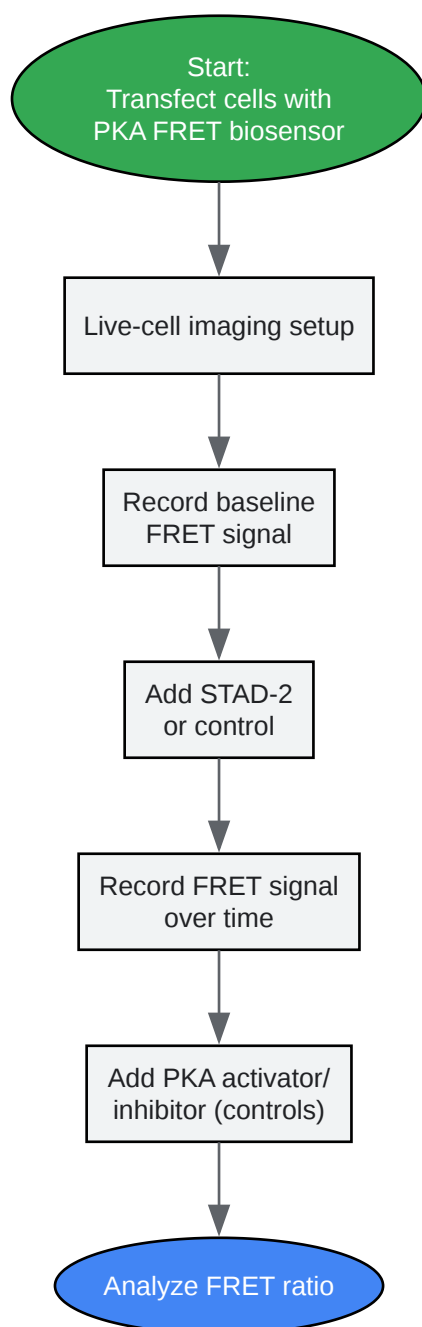 Start:
Transfect cells with
PKA FRET biosensor
Live-cell imaging setup
Record baseline
FRET signal
Add STAD-2
or control
Record FRET signal
over time
Add PKA activator/
inhibitor (controls)
Analyze FRET ratio